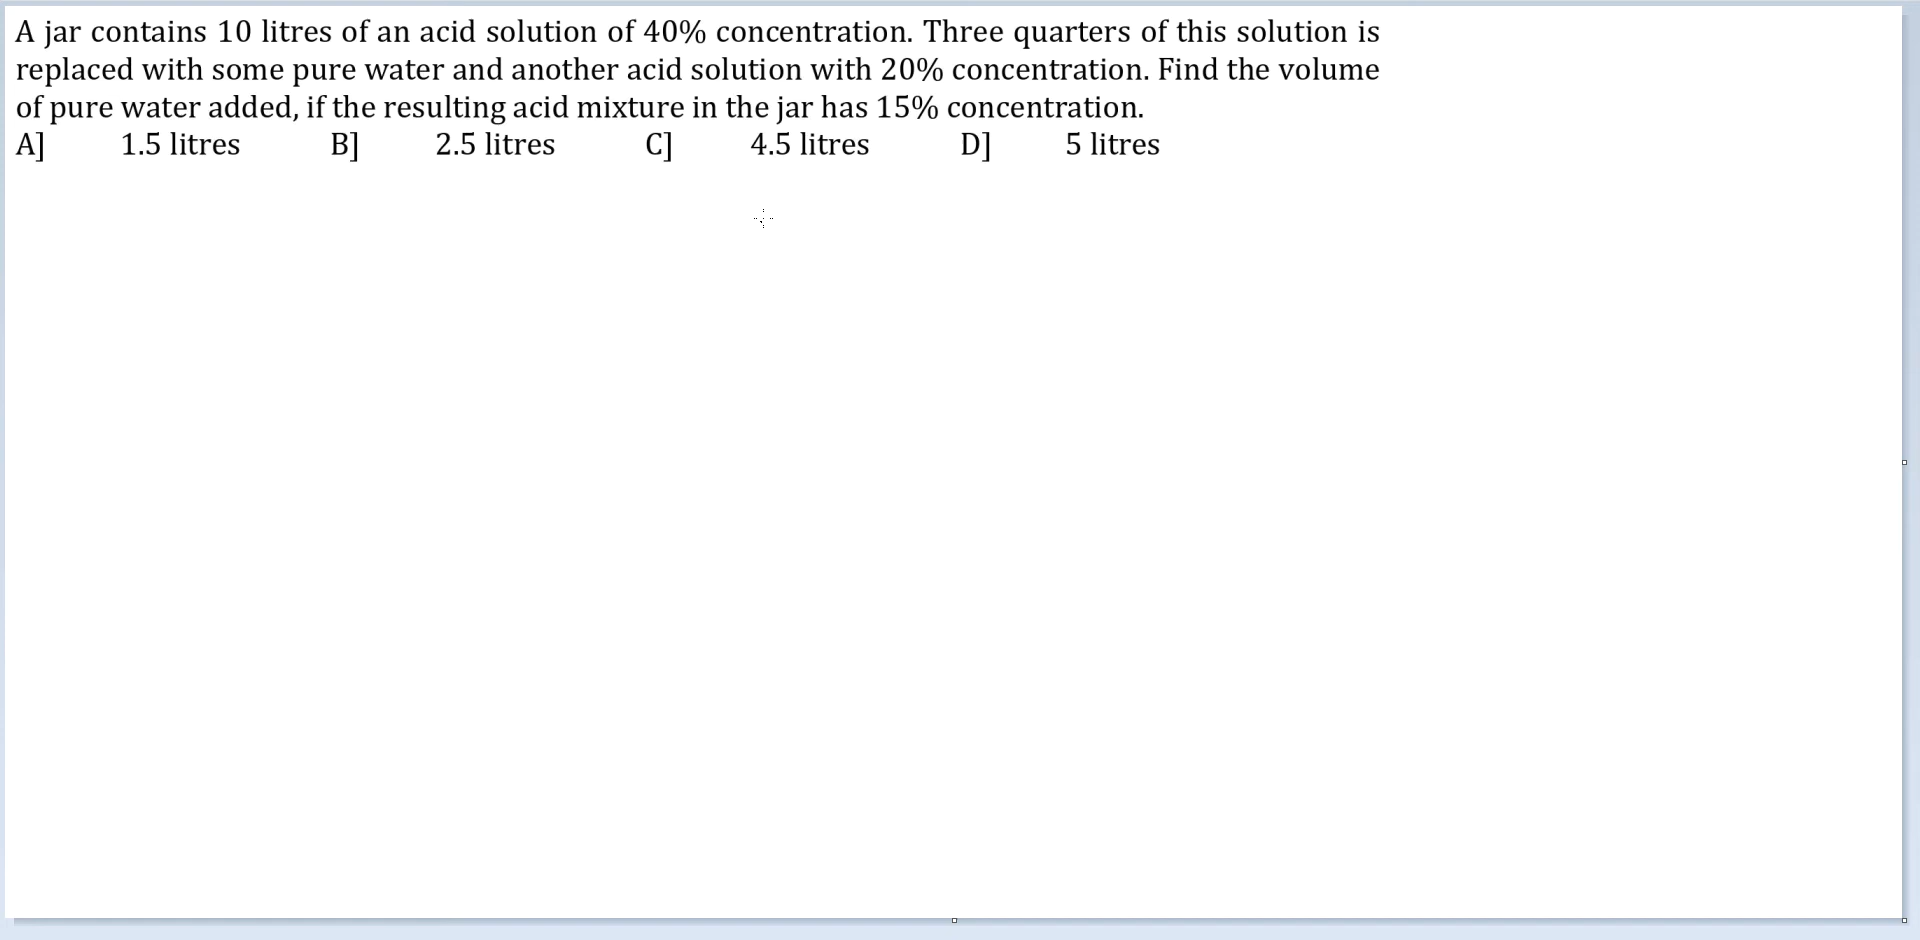 A jar contains 10 litres of an acid solution of 40% concentration. Three quarters of this solution is
replaced with some pure water and another acid solution with 20% concentration. Find the volume
of pure water added, if the resulting acid mixture in the jar has 15% concentration.
A] 1.5 litres B] 2.5 litres C] 4.5 litres D] 5 litres